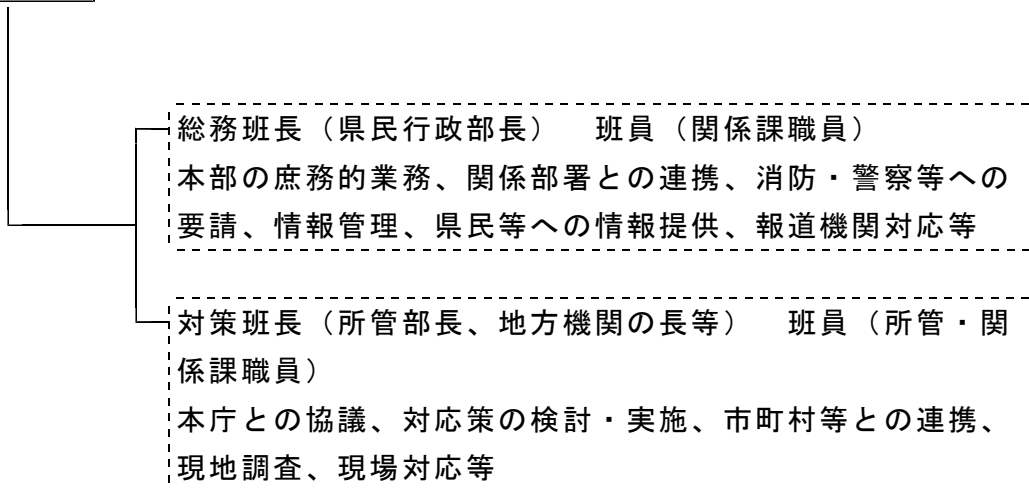 総務班長（県民行政部長）　班員（関係課職員）
本部の庶務的業務、関係部署との連携、消防・警察等への
要請、情報管理、県民等への情報提供、報道機関対応等
対策班長（所管部長、地方機関の長等）　班員（所管・関
係課職員）
本庁との協議、対応策の検討・実施、市町村等との連携、
現地調査、現場対応等